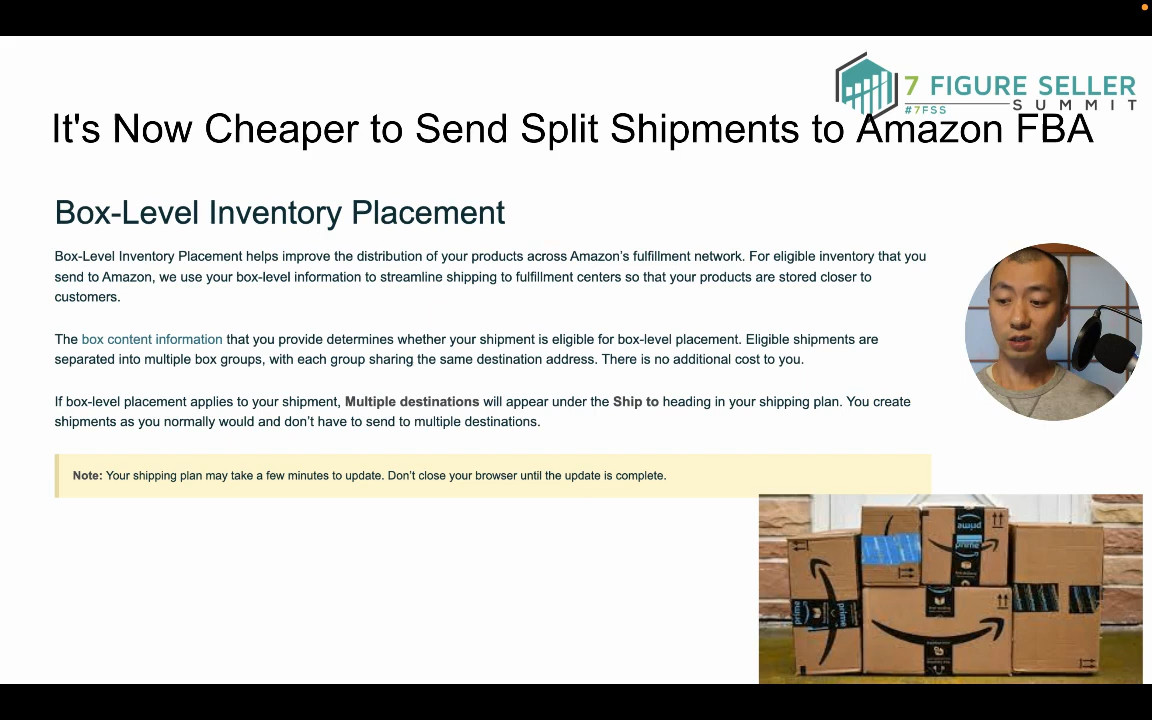 7 FIGURE SELLER
#7FSS SUMMIT
It's Now Cheaper to Send Split Shipments to Amazon FBA
Box-Level Inventory Placement
Box-Level Inventory Placement helps improve the distribution of your products across Amazon’s fulfillment network. For eligible inventory that you
send to Amazon, we use your box-level information to streamline shipping to fulfillment centers so that your products are stored closer to
customers.
The box content information that you provide determines whether your shipment is eligible for box-level placement. Eligible shipments are
separated into multiple box groups, with each group sharing the same destination address. There is no additional cost to you.
If box-level placement applies to your shipment, Multiple destinations will appear under the Ship to heading in your shipping plan. You create
shipments as you normally would and don’t have to send to multiple destinations.
Note: Your shipping plan may take a few minutes to update. Don’t close your browser until the update is complete.
prime
prime
prime
prime